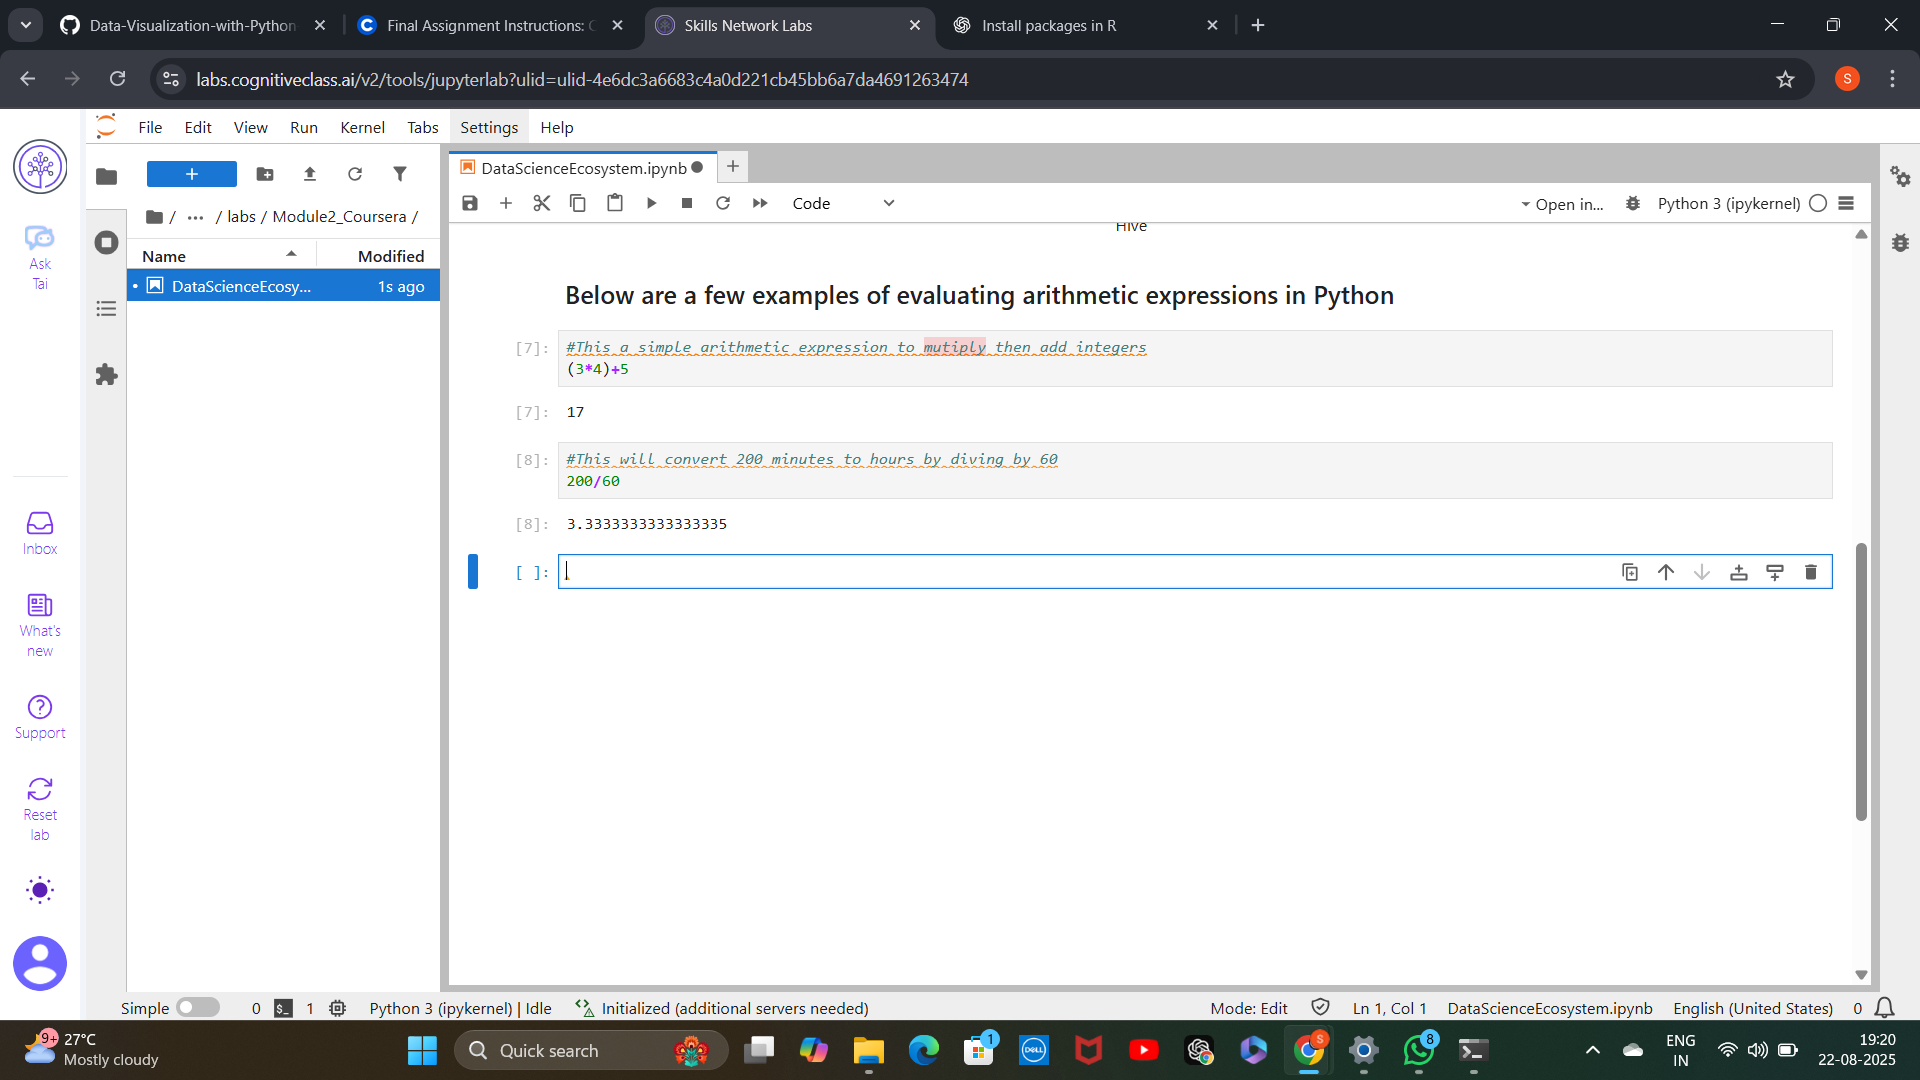 Data-Visualization-with-Python
Final Assignment Instructions: C
Skills Network Labs
Install packages in R
labs.cognitiveclass.ai/v2/tools/jupyterlab?ulid=ulid-4e6dc3a6683c4a0d221cb45bb6a7da4691263474
S
File Edit View Run Kernel Tabs Settings Help
Ask
Tai
Inbox
What's
new
Support
Reset
lab
/ ... / labs / Module2_Coursera /
Name Modified
DataScienceEcosy... 1s ago
DataScienceEcosystem.ipynb
Code
Open in...
Python 3 (ipykernel)
Hive
Below are a few examples of evaluating arithmetic expressions in Python
[7]: #This a simple arithmetic expression to mutiply then add integers
(3*4)+5
[7]: 17
[8]: #This will convert 200 minutes to hours by diving by 60
200/60
[8]: 3.3333333333333335
[ ]:
Simple 0 $_ 1 Python 3 (ipykernel) | Idle Initialized (additional servers needed) Mode: Edit Ln 1, Col 1 DataScienceEcosystem.ipynb English (United States) 0
9+ 27°C
Mostly cloudy
Quick search
1
DELL
S
8
ENG
IN
19:20
22-08-2025